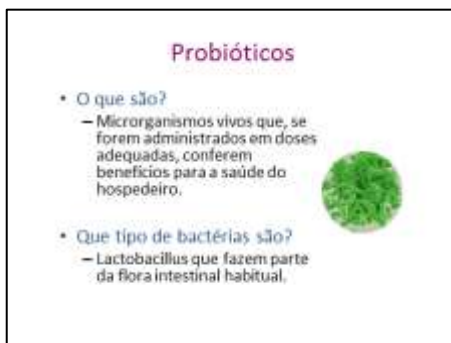 Probióticos
• O que são?
– Microrganismos vivos que, se
forem administrados em doses
adequadas, conferem
benefícios para a saúde do
hospedeiro.
• Que tipo de bactérias são?
– Lactobacillus que fazem parte
da flora intestinal habitual.